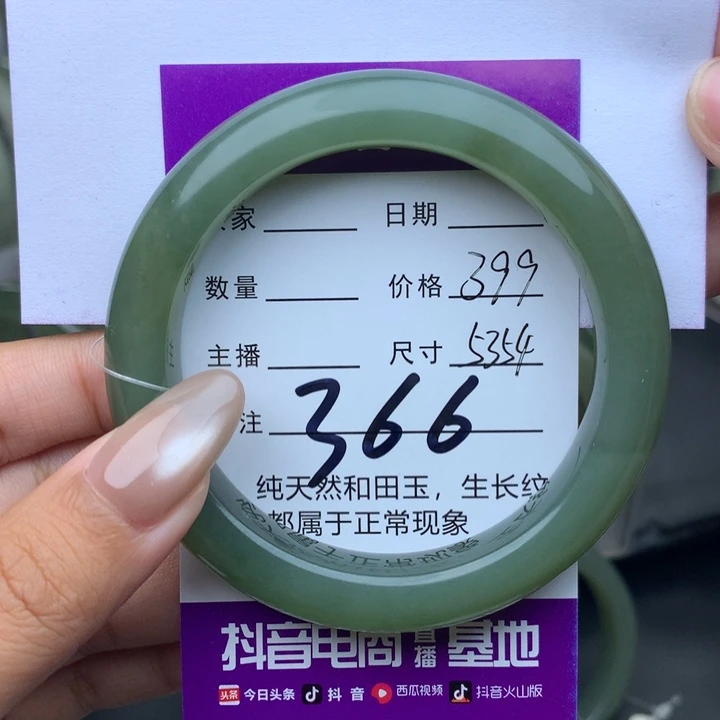 家 日期
数量 价格 399
主播 尺寸 5354
注 366
纯天然和田玉，生长纹
都属于正常现象
抖音电商直播基地
头条 今日头条 抖音 西瓜视频 抖音火山版